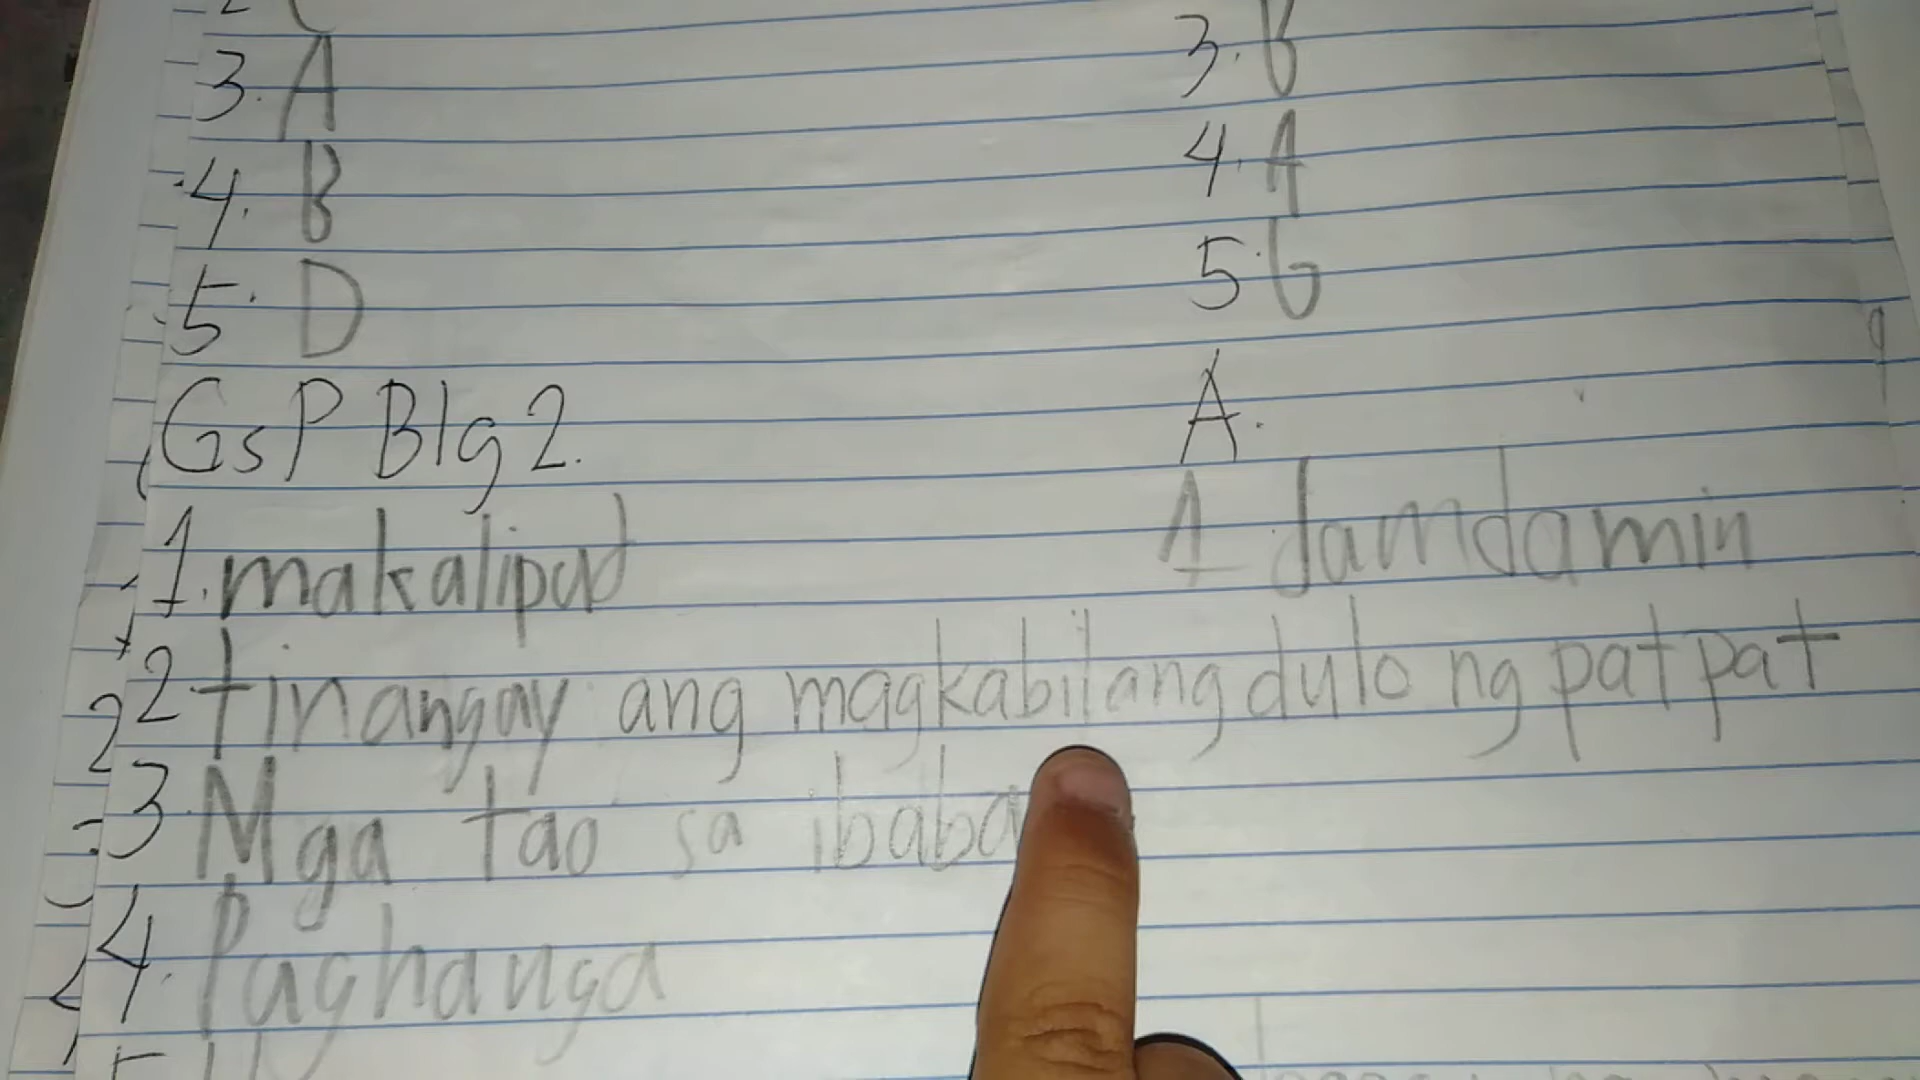 3. A
4. B
5. D
3. B
4. A
5. G
GsP Blg 2.
1. makalipad
2 tinangay ang magkabilang dulo ng patpat
3. Mga tao sa ibaba
4. Paghanga
A.
1 damdamin